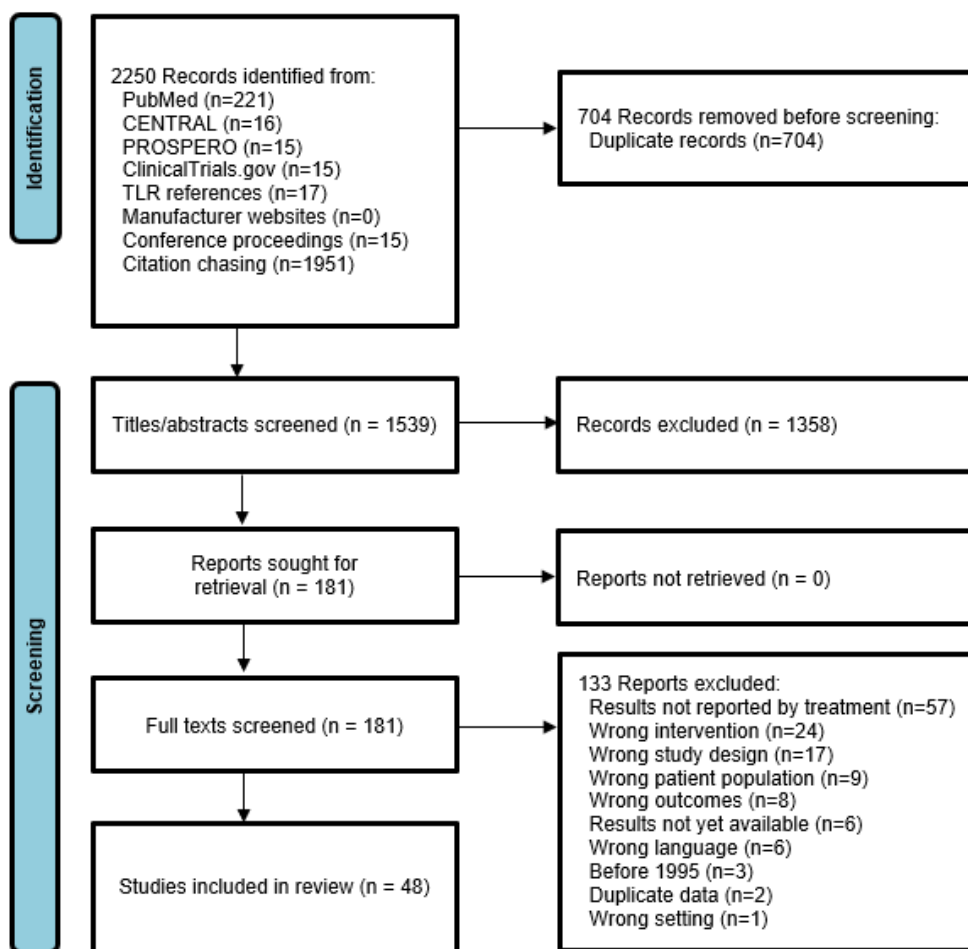 Identification
2250 Records identified from:
PubMed (n=221)
CENTRAL (n=16)
PROSPERO (n=15)
ClinicalTrials.gov (n=15)
TLR references (n=17)
Manufacturer websites (n=0)
Conference proceedings (n=15)
Citation chasing (n=1951)
704 Records removed before screening:
Duplicate records (n=704)
Screening
Titles/abstracts screened (n = 1539)
Records excluded (n = 1358)
Reports sought for
retrieval (n = 181)
Reports not retrieved (n = 0)
Full texts screened (n = 181)
133 Reports excluded:
Results not reported by treatment (n=57)
Wrong intervention (n=24)
Wrong study design (n=17)
Wrong patient population (n=9)
Wrong outcomes (n=8)
Results not yet available (n=6)
Wrong language (n=6)
Before 1995 (n=3)
Duplicate data (n=2)
Wrong setting (n=1)
Studies included in review (n = 48)